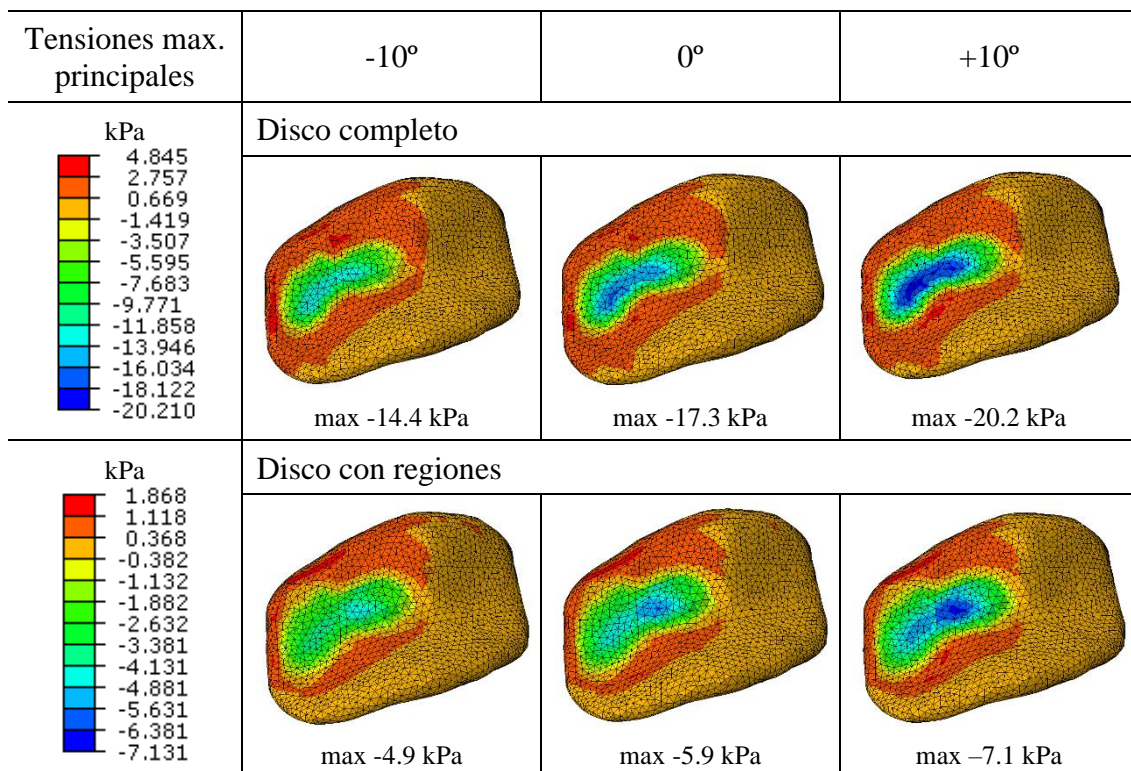 Tensiones max.
principales
-10º
0º
+10º
kPa
Disco completo
4.845
2.757
0.669
-1.419
-3.507
-5.595
-7.683
-9.771
-11.858
-13.946
-16.034
-18.122
-20.210
max -14.4 kPa
max -17.3 kPa
max -20.2 kPa
kPa
Disco con regiones
1.868
1.118
0.368
-0.382
-1.132
-1.882
-2.632
-3.381
-4.131
-4.881
-5.631
-6.381
-7.131
max -4.9 kPa
max -5.9 kPa
max –7.1 kPa